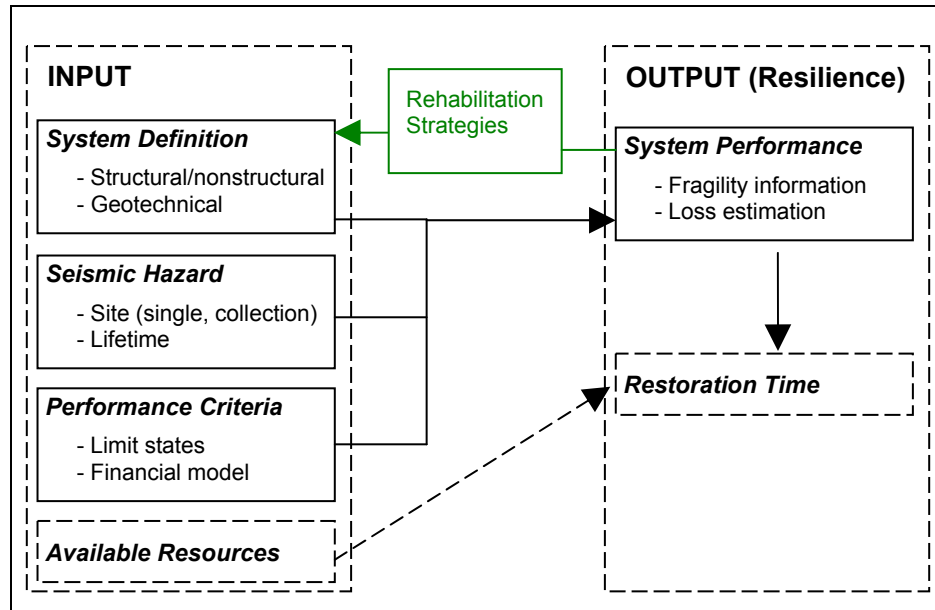 INPUT
System Definition
- Structural/nonstructural
- Geotechnical
Seismic Hazard
- Site (single, collection)
- Lifetime
Performance Criteria
- Limit states
- Financial model
Available Resources
Rehabilitation
Strategies
OUTPUT (Resilience)
System Performance
- Fragility information
- Loss estimation
Restoration Time